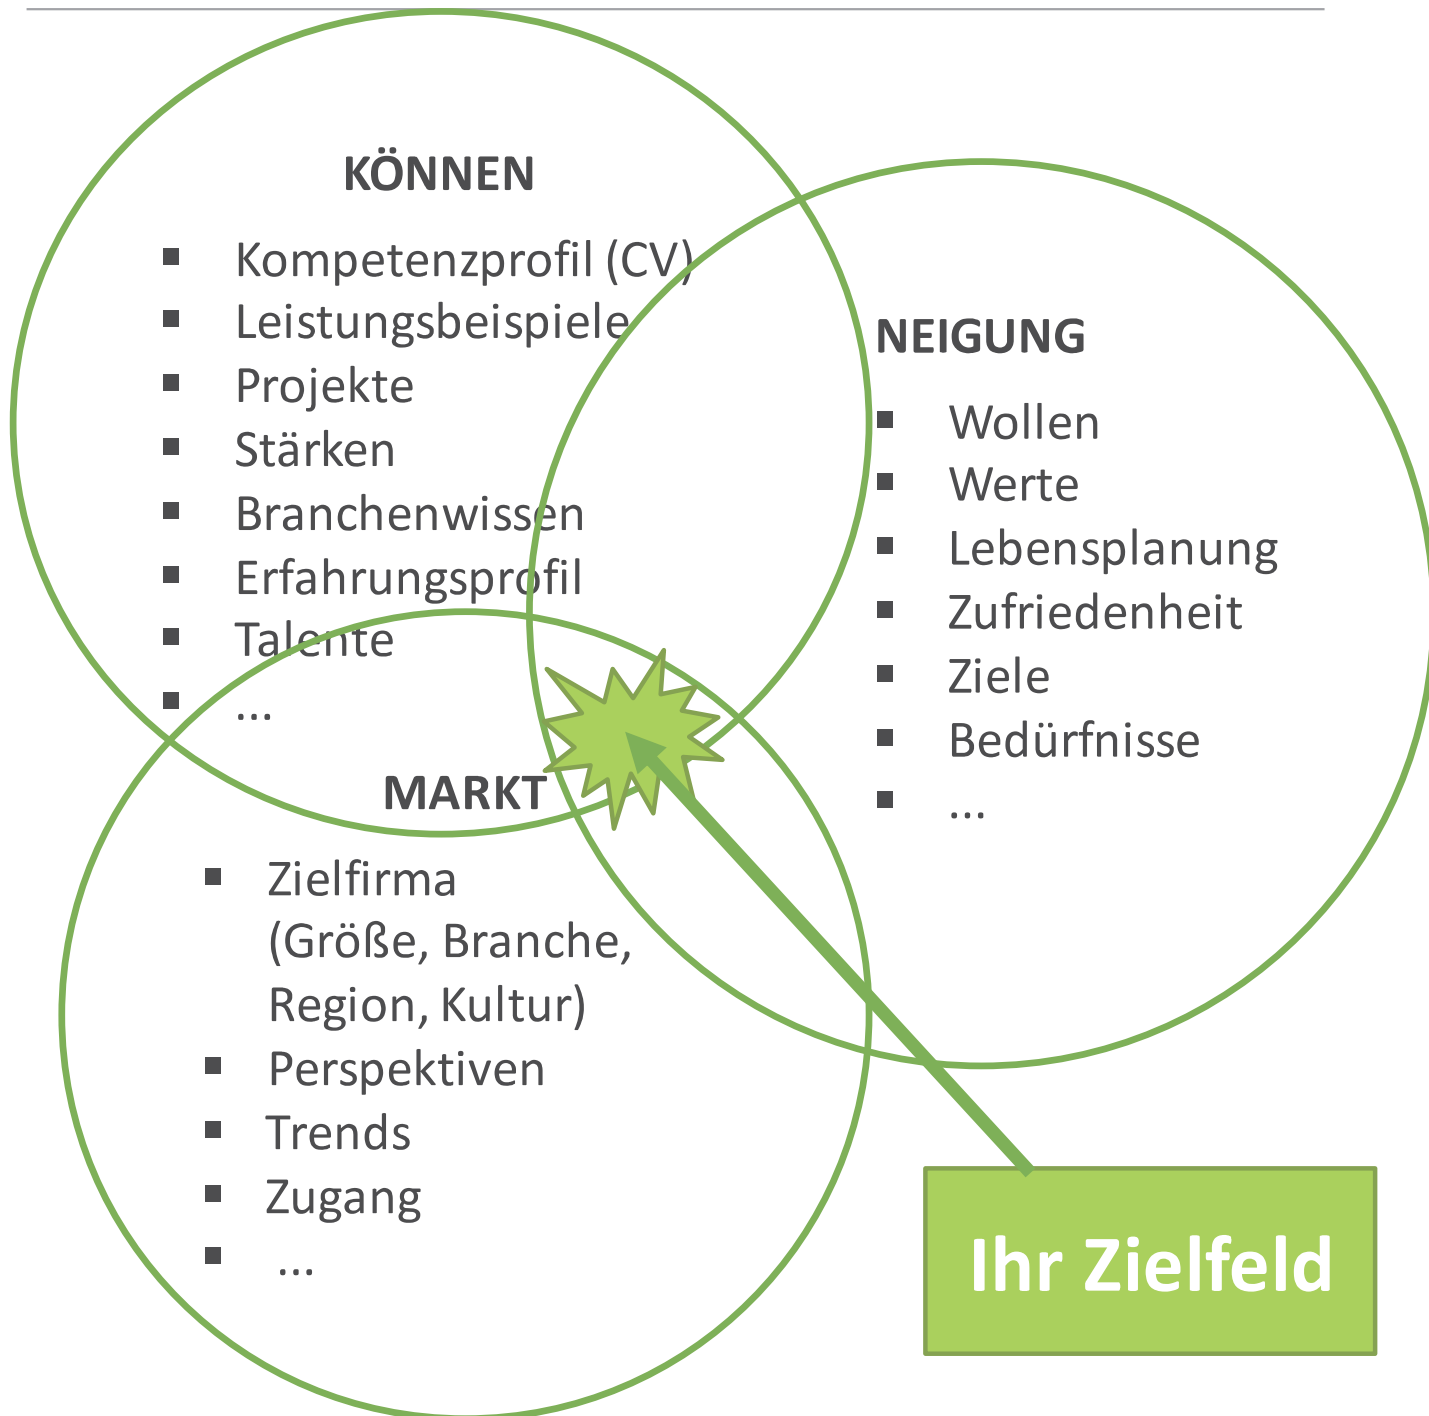 KÖNNEN
Kompetenzprofil (CV)
Leistungsbeispiele
Projekte
Stärken
Branchenwissen
Erfahrungsprofil
Talente
...
NEIGUNG
Wollen
Werte
Lebensplanung
Zufriedenheit
Ziele
Bedürfnisse
...
MARKT
Zielfirma
(Größe, Branche,
Region, Kultur)
Perspektiven
Trends
Zugang
...
Ihr Zielfeld